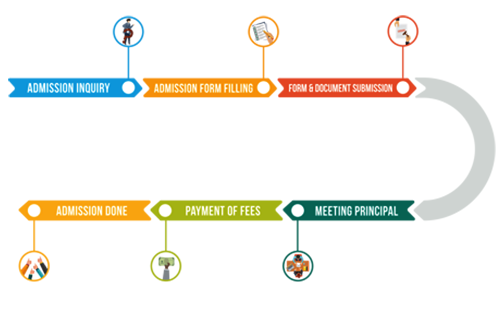 ADMISSION INQUIRY
ADMISSION FORM FILLING
FORM & DOCUMENT SUBMISSION
MEETING PRINCIPAL
PAYMENT OF FEES
ADMISSION DONE